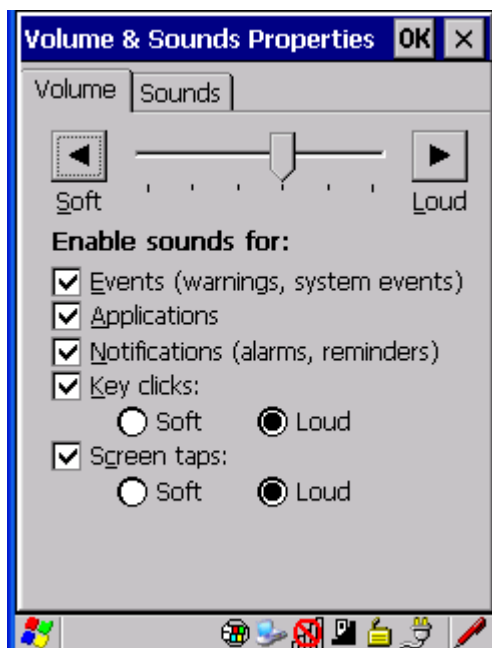 Volume & Sounds Properties OK ×
Volume Sounds
Soft Loud
Enable sounds for:
Events (warnings, system events)
Applications
Notifications (alarms, reminders)
Key clicks:
Soft Loud
Screen taps:
Soft Loud